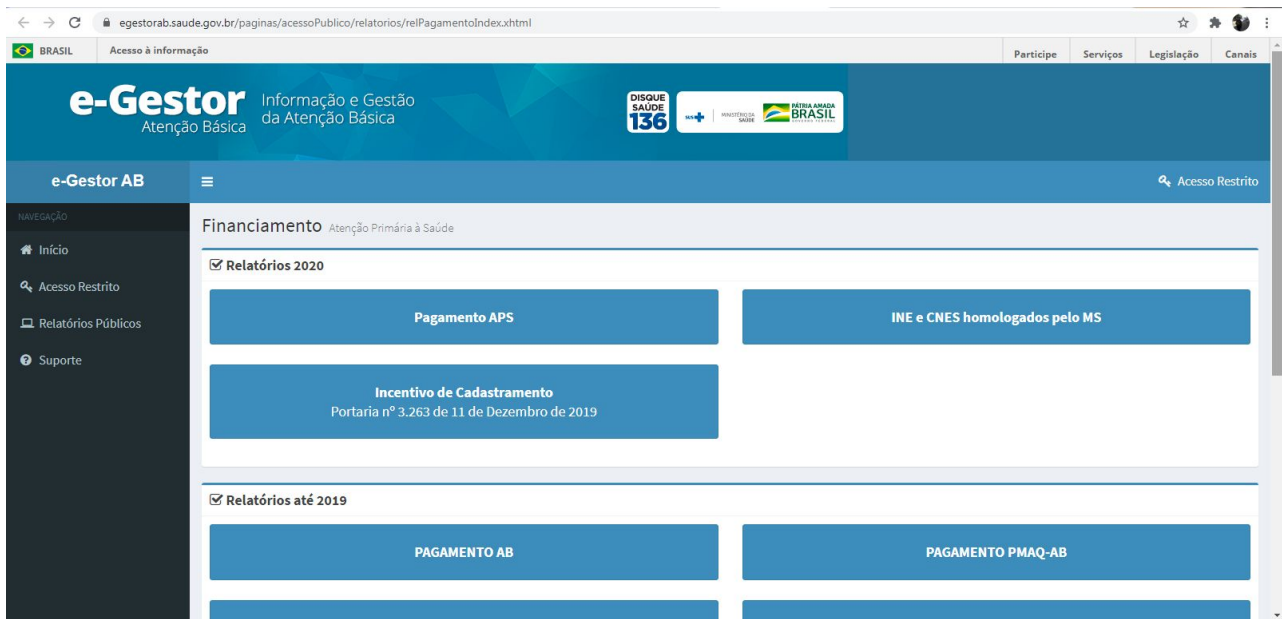 egestorab.saude.gov.br/paginas/acessoPublico/relatorios/relPagamentoIndex.xhtml
BRASIL
Acesso à informação
Participe
Serviços
Legislação
Canais
e-Gestor
Atenção Básica
Informação e Gestão
da Atenção Básica
DISQUE
SAÚDE
136
SUS
MINISTÉRIO DA
SAÚDE
PÁTRIA AMADA
BRASIL
GOVERNO FEDERAL
e-Gestor AB
Acesso Restrito
NAVEGAÇÃO
Início
Acesso Restrito
Relatórios Públicos
Suporte
Financiamento Atenção Primária à Saúde
Relatórios 2020
Pagamento APS
INE e CNES homologados pelo MS
Incentivo de Cadastramento
Portaria nº 3.263 de 11 de Dezembro de 2019
Relatórios até 2019
PAGAMENTO AB
PAGAMENTO PMAQ-AB